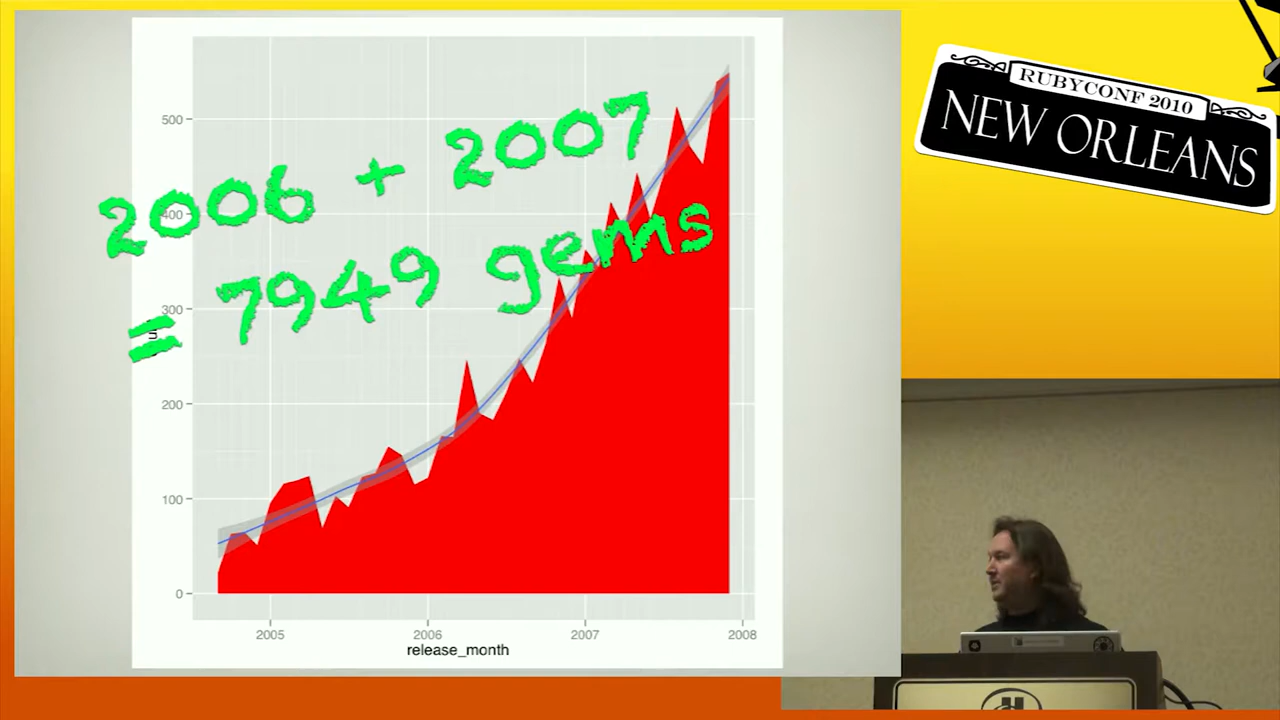 RUBYCONF 2010
NEW ORLEANS
2006 + 2007
= 7949 gems
500
400
300
200
100
0
2005
2006
2007
2008
release_month